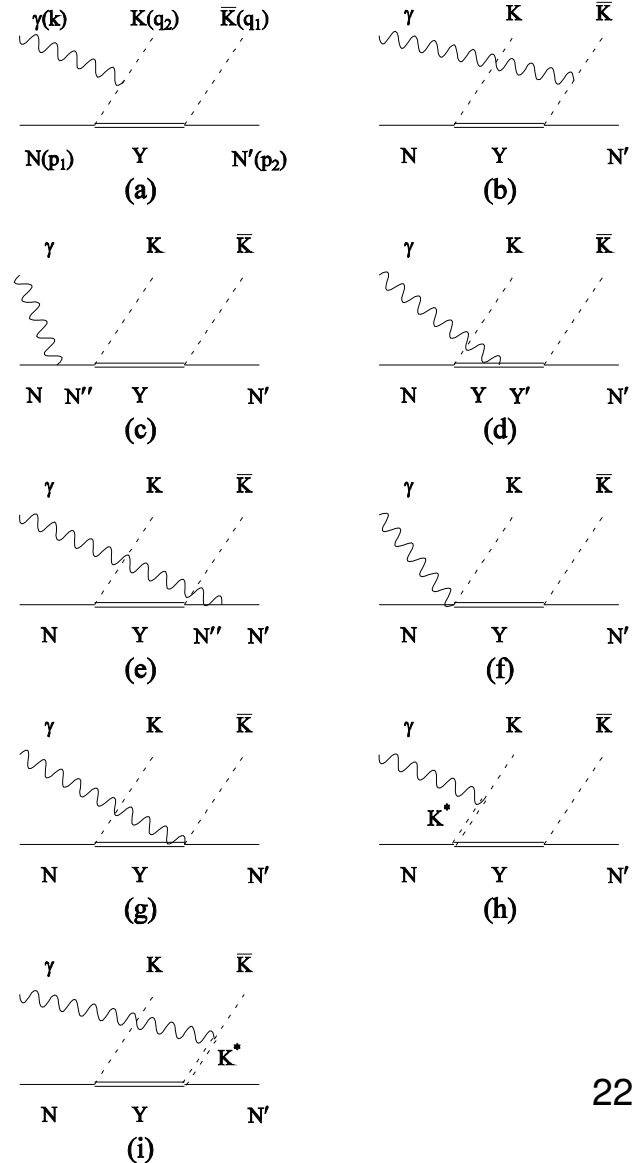 γ(k) K(q₂) K̅(q₁) γ K K̅
N(p₁) Y N′(p₂) N Y N′
(a) (b)
γ K K̅ γ K K̅
N N′′ Y N′ N Y Y′ N′
(c) (d)
γ K K̅ γ K K̅
N Y N′′ N′ N Y N′
(e) (f)
γ K K̅ γ K K̅
K*
N Y N′ N Y N′
(g) (h)
γ K K̅
K*
22
N Y N′
(i)